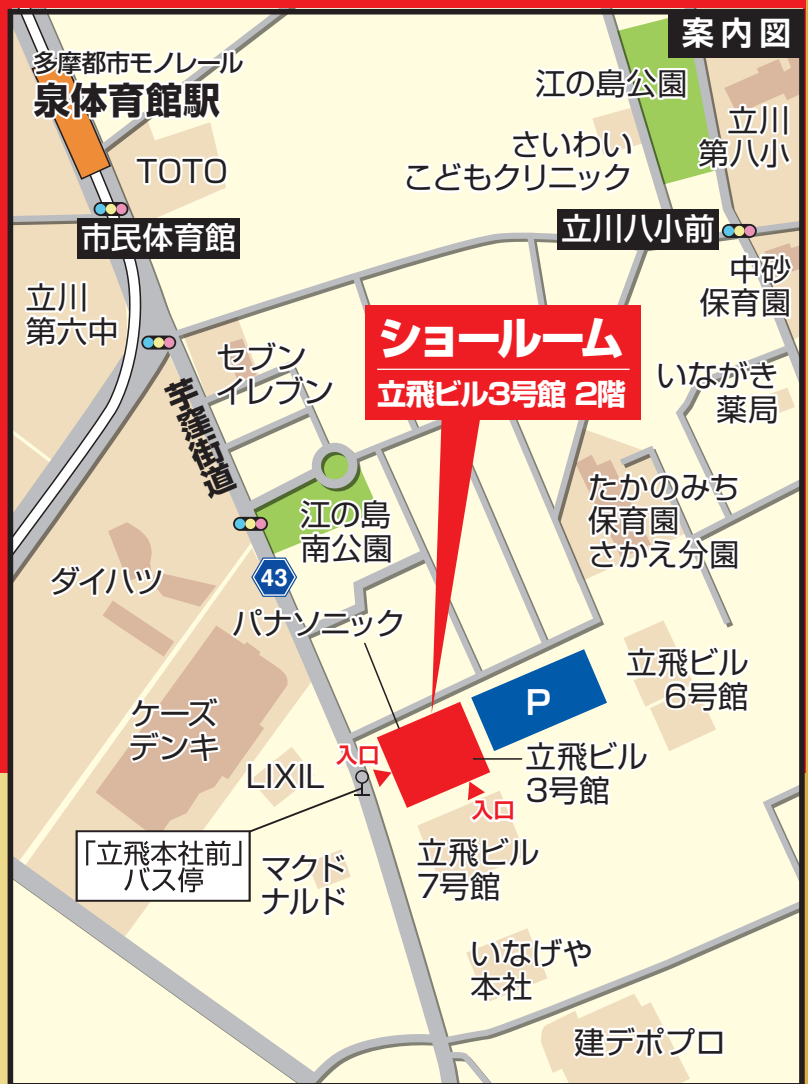 案内図
多摩都市モノレール
泉体育館駅
江の島公園
立川
第八小
TOTO
さいわい
こどもクリニック
市民体育館
立川八小前
中砂
保育園
立川
第六中
ショールーム
立飛ビル3号館 2階
セブン
イレブン
いながき
薬局
芋窪街道
たかのみち
保育園
さかえ分園
江の島
南公園
43
ダイハツ
パナソニック
立飛ビル
6号館
P
ケーズ
デンキ
入口
立飛ビル
3号館
LIXIL
入口
「立飛本社前」
バス停
マクド
ナルド
立飛ビル
7号館
いなげや
本社
建デポプロ